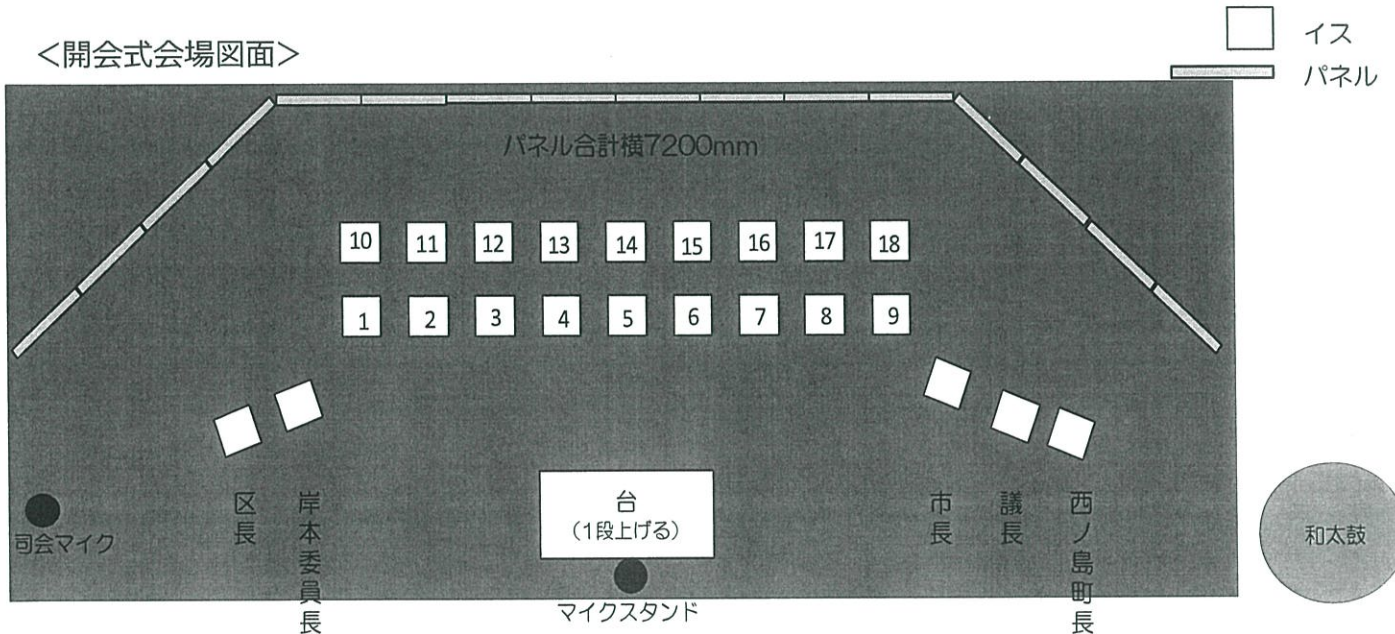 <開会式会場図面>
イス
パネル
パネル合計横7200mm
10 11 12 13 14 15 16 17 18
1 2 3 4 5 6 7 8 9
司会マイク
区長
岸本委員長
台
(1段上げる)
マイクスタンド
市長
議長
西ノ島町長
和太鼓